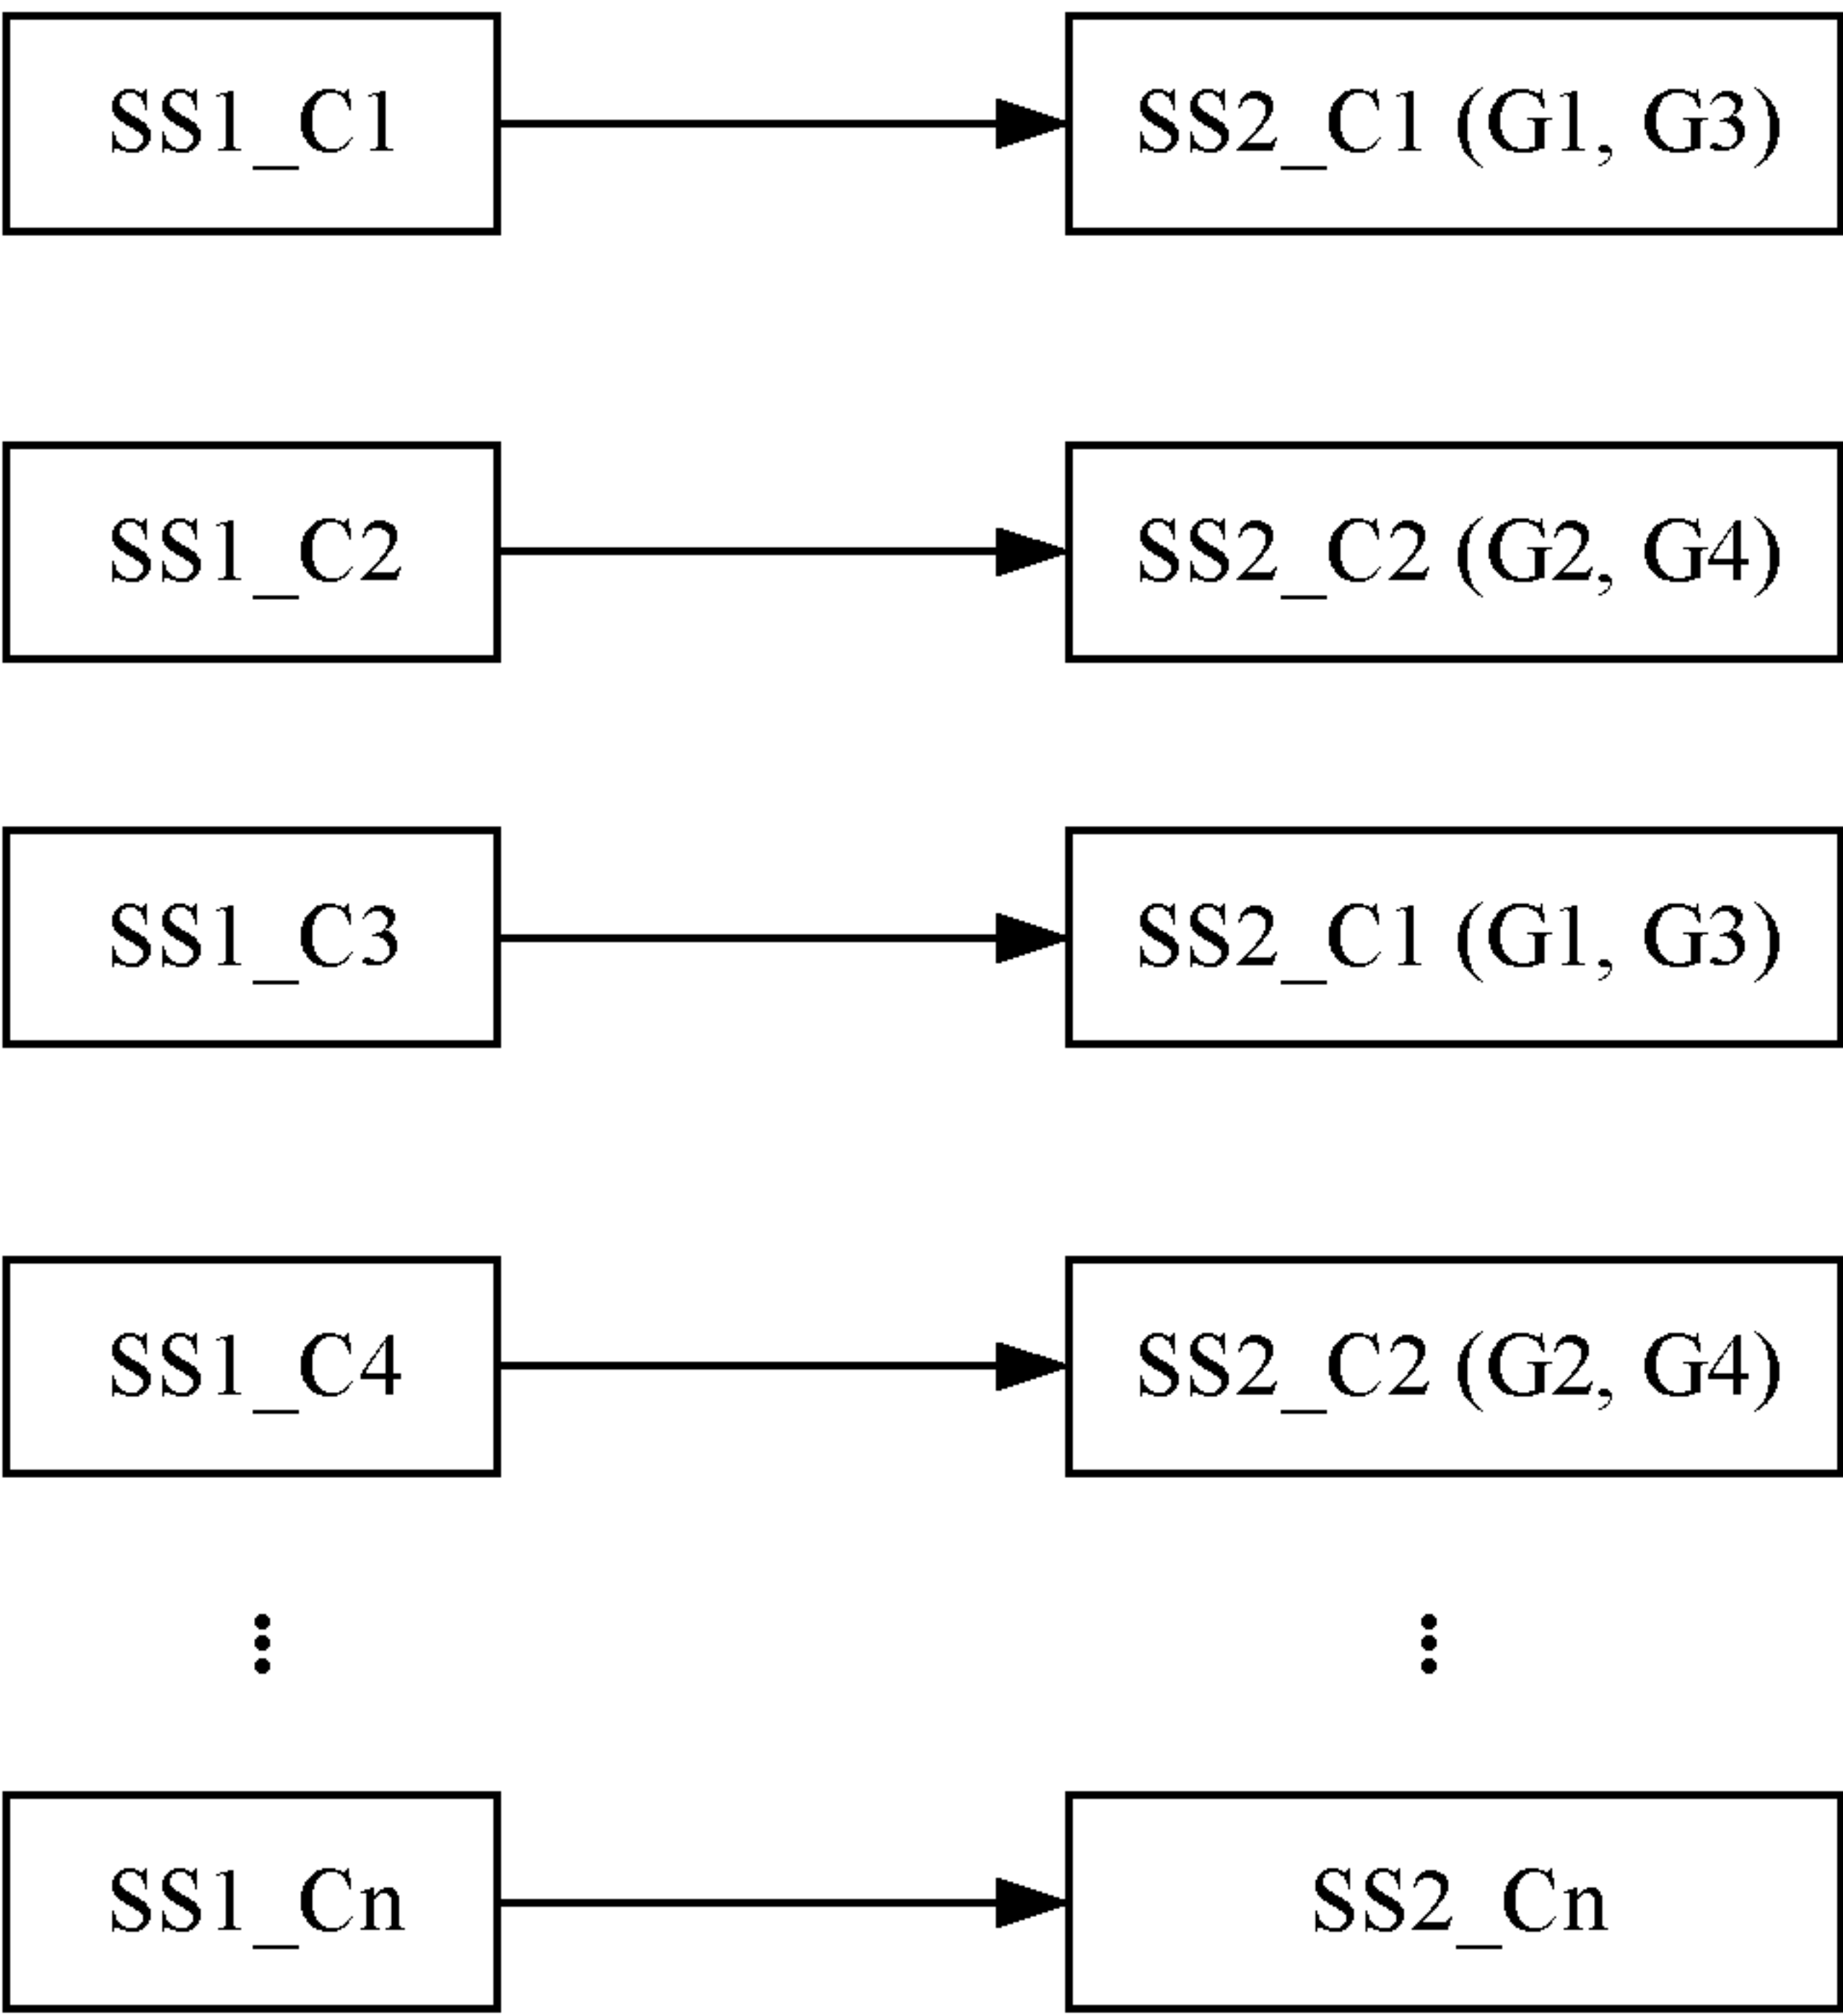 SS1_C1
SS2_C1 (G1, G3)
SS1_C2
SS2_C2 (G2, G4)
SS1_C3
SS2_C1 (G1, G3)
SS1_C4
SS2_C2 (G2, G4)
SS1_Cn
SS2_Cn